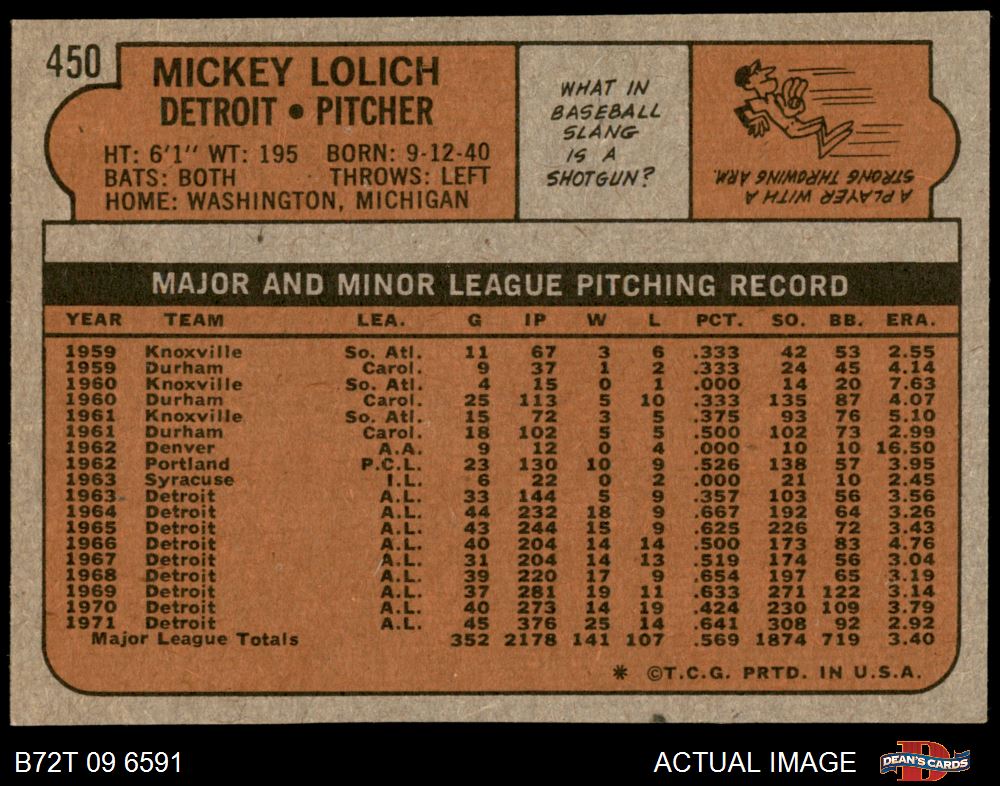 450
MICKEY LOLICH
DETROIT • PITCHER
HT: 6'1" WT: 195 BORN: 9-12-40
BATS: BOTH THROWS: LEFT
HOME: WASHINGTON, MICHIGAN
WHAT IN
BASEBALL
SLANG
IS A
SHOTGUN?
A PLAYER WITH A
STRONG THROWING ARM.
MAJOR AND MINOR LEAGUE PITCHING RECORD
YEAR TEAM LEA. G IP W L PCT. SO. BB. ERA.
1959 Knoxville So. Atl. 11 67 3 6 .333 42 53 2.55
1959 Durham Carol. 9 37 1 2 .333 24 45 4.14
1960 Knoxville So. Atl. 4 15 0 1 .000 14 20 7.63
1960 Durham Carol. 25 113 5 10 .333 135 87 4.07
1961 Knoxville So. Atl. 15 72 3 5 .375 93 76 5.10
1961 Durham Carol. 18 102 5 5 .500 102 73 2.99
1962 Denver A.A. 9 12 0 4 .000 10 10 16.50
1962 Portland P.C.L. 23 130 10 9 .526 138 57 3.95
1963 Syracuse I.L. 6 22 0 2 .000 21 10 2.45
1963 Detroit A.L. 33 144 5 9 .357 103 56 3.56
1964 Detroit A.L. 44 232 18 9 .667 192 64 3.26
1965 Detroit A.L. 43 244 15 9 .625 226 72 3.43
1966 Detroit A.L. 40 204 14 14 .500 173 83 4.76
1967 Detroit A.L. 31 204 14 13 .519 174 56 3.04
1968 Detroit A.L. 39 220 17 9 .654 197 65 3.19
1969 Detroit A.L. 37 281 19 11 .633 271 122 3.14
1970 Detroit A.L. 40 273 14 19 .424 230 109 3.79
1971 Detroit A.L. 45 376 25 14 .641 308 92 2.92
Major League Totals 352 2178 141 107 .569 1874 719 3.40
* ©T.C.G. PRTD. IN U.S.A.
B72T 09 6591 ACTUAL IMAGE
D
DEAN'S CARDS